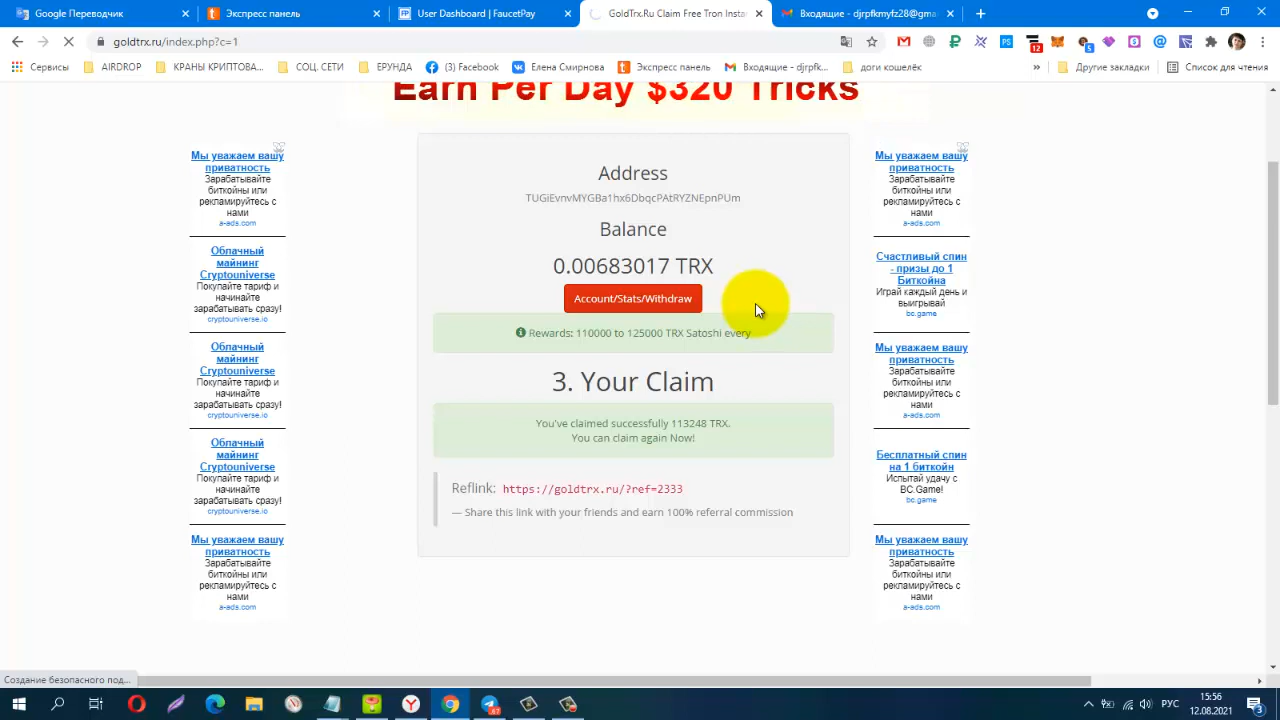 Google Переводчик
Экспресс панель
User Dashboard | FaucetPay
GoldTrx.Ru Claim Free Tron Insta
Входящие - djrpfkmyfz28@gma
goldtrx.ru/index.php?c=1
12
5
Сервисы
AIRDROP
КРАНЫ КРИПТОВА...
СОЦ. СЕТИ
ЕРУНДА
(3) Facebook
Елена Смирнова
Экспресс панель
Входящие - djrpfk...
доги кошелёк
»
Другие закладки
Список для чтения
Earn Per Day $320 Tricks
Мы уважаем вашу
приватность
Зарабатывайте
биткойны или
рекламируйтесь с
нами
a-ads.com
Облачный
майнинг
Cryptouniverse
Покупайте тариф и
начинайте
зарабатывать сразу!
cryptouniverse.io
Облачный
майнинг
Cryptouniverse
Покупайте тариф и
начинайте
зарабатывать сразу!
cryptouniverse.io
Облачный
майнинг
Cryptouniverse
Покупайте тариф и
начинайте
зарабатывать сразу!
cryptouniverse.io
Мы уважаем вашу
приватность
Зарабатывайте
биткойны или
рекламируйтесь с
нами
a-ads.com
Address
TUGiEvnvMYGBa1hx6DbqcPAtRYZNEpnPUm
Balance
0.00683017 TRX
Account/Stats/Withdraw
Rewards: 110000 to 125000 TRX Satoshi every
3. Your Claim
You've claimed successfully 113248 TRX.
You can claim again Now!
Reflink: https://goldtrx.ru/?ref=2333
— Share this link with your friends and earn 100% referral commission
Мы уважаем вашу
приватность
Зарабатывайте
биткойны или
рекламируйтесь с
нами
a-ads.com
Счастливый спин
- призы до 1
Биткойна
Играй каждый день и
выигрывай
bc.game
Мы уважаем вашу
приватность
Зарабатывайте
биткойны или
рекламируйтесь с
нами
a-ads.com
Бесплатный спин
на 1 биткойн
Испытай удачу с
BC.Game!
bc.game
Мы уважаем вашу
приватность
Зарабатывайте
биткойны или
рекламируйтесь с
нами
a-ads.com
Создание безопасного под...
РУС
15:56
12.08.2021